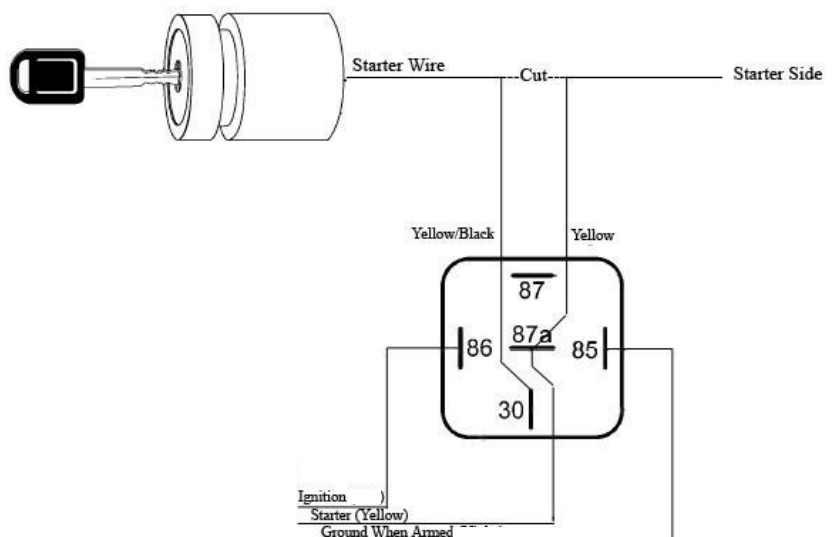 Starter Wire
Cut
Starter Side
Yellow/Black
Yellow
87
87a
86
85
30
Ignition )
Starter (Yellow)
Ground When Armed